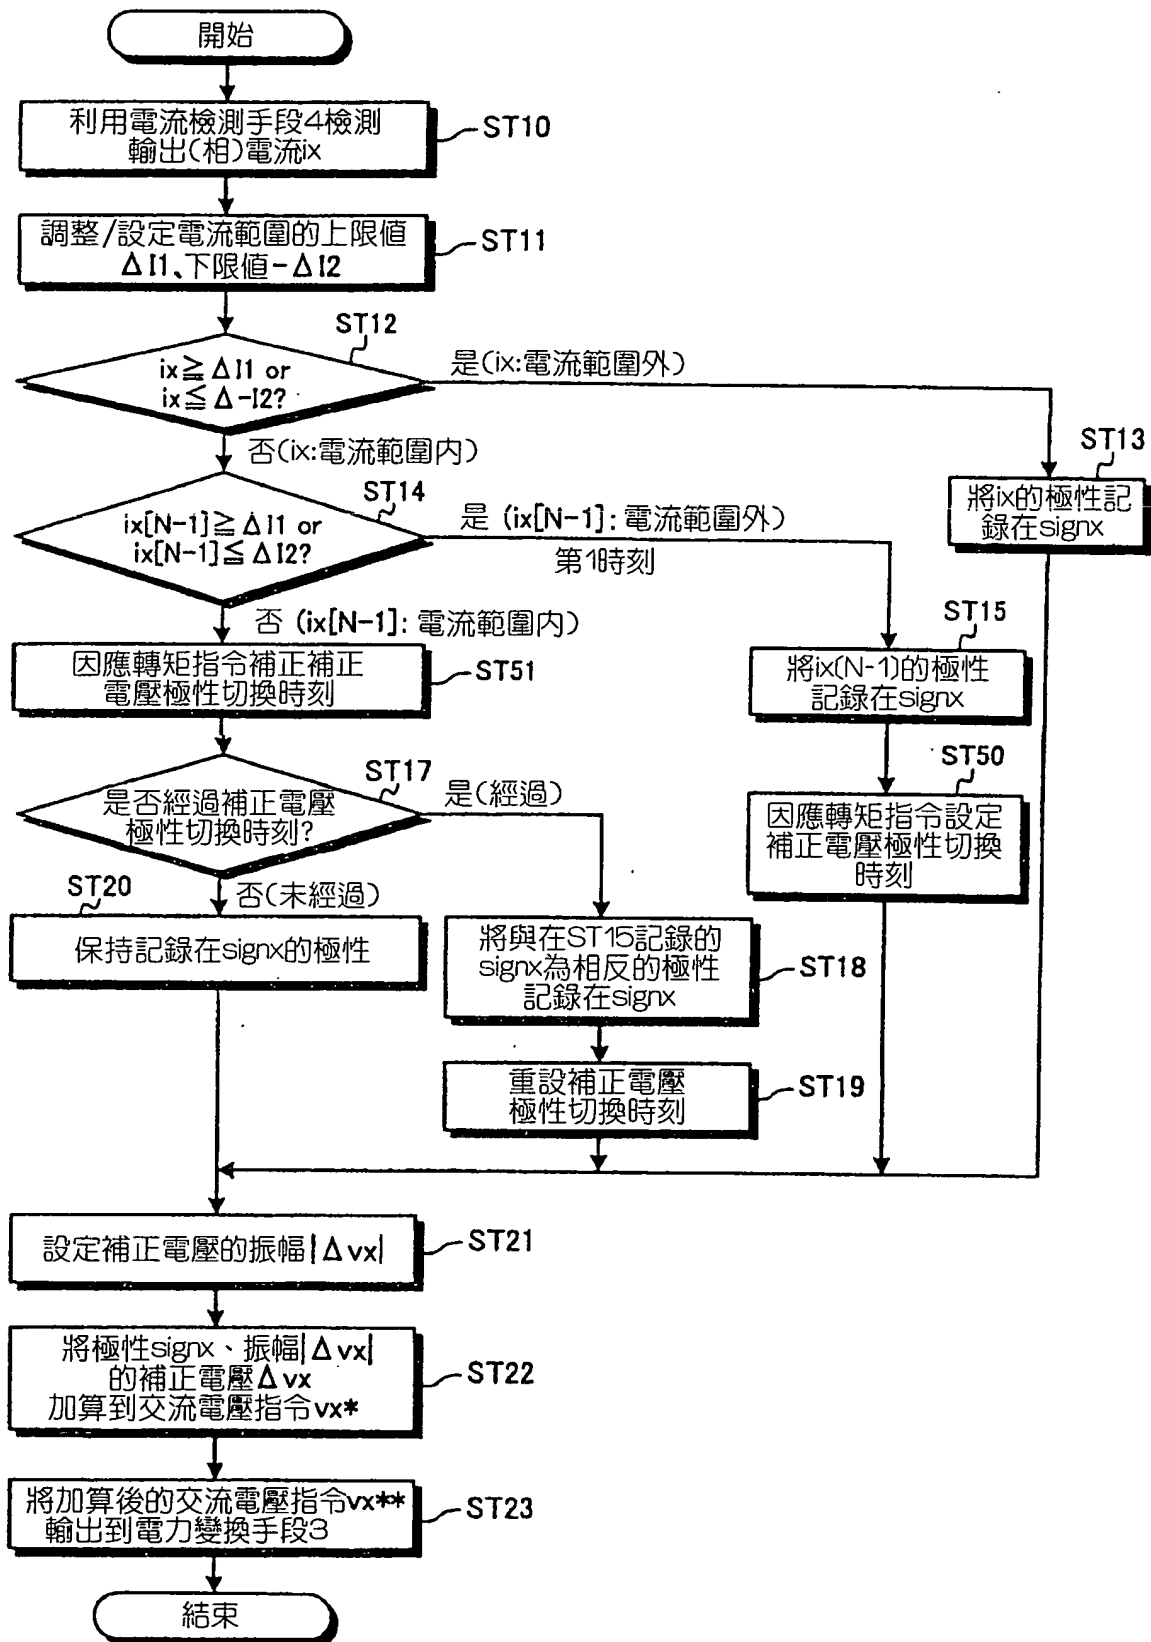 開始
利用電流檢測手段4檢測
輸出(相)電流ix
ST10
調整/設定電流範圍的上限值
ΔI1、下限值-ΔI2
ST11
ST12
ix≧ΔI1 or
ix≦Δ-I2?
是(ix:電流範圍外)
否(ix:電流範圍內)
ST13
將ix的極性記
錄在signx
ST14
ix[N-1]≧ΔI1 or
ix[N-1]≦ΔI2?
是 (ix[N-1]: 電流範圍外)
第1時刻
否 (ix[N-1]: 電流範圍內)
ST15
將ix(N-1)的極性
記錄在signx
因應轉矩指令補正補正
電壓極性切換時刻
ST51
ST50
因應轉矩指令設定
補正電壓極性切換
時刻
ST17
是否經過補正電壓
極性切換時刻?
是(經過)
否(未經過)
ST20
保持記錄在signx的極性
將與在ST15記錄的
signx為相反的極性
記錄在signx
ST18
重設補正電壓
極性切換時刻
ST19
設定補正電壓的振幅|Δvx|
ST21
將極性signx、振幅|Δvx|
的補正電壓Δvx
加算到交流電壓指令vx*
ST22
將加算後的交流電壓指令vx**
輸出到電力變換手段3
ST23
結束